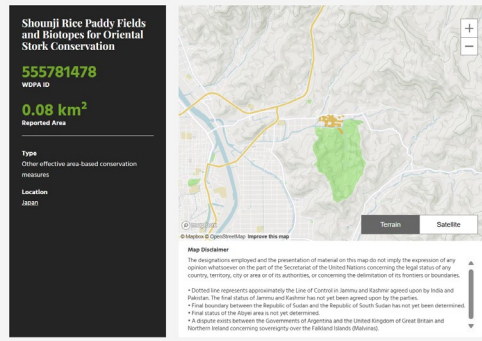 Shounji Rice Paddy Fields
and Biotopes for Oriental
Stork Conservation
555781478
WDPA ID
0.08 km²
Reported Area
Type
Other effective area-based conservation
measures
Location
Japan
+
−
mapbox
© Mapbox © OpenStreetMap Improve this map
Terrain
Satellite
Map Disclaimer
The designations employed and the presentation of material on this map do not imply the expression of any
opinion whatsoever on the part of the Secretariat of the United Nations concerning the legal status of any
country, territory, city or area or of its authorities, or concerning the delimitation of its frontiers or boundaries.
• Dotted line represents approximately the Line of Control in Jammu and Kashmir agreed upon by India and
Pakistan. The final status of Jammu and Kashmir has not yet been agreed upon by the parties.
• Final boundary between the Republic of Sudan and the Republic of South Sudan has not yet been determined.
• Final status of the Abyei area is not yet determined.
• A dispute exists between the Governments of Argentina and the United Kingdom of Great Britain and
Northern Ireland concerning sovereignty over the Falkland Islands (Malvinas).